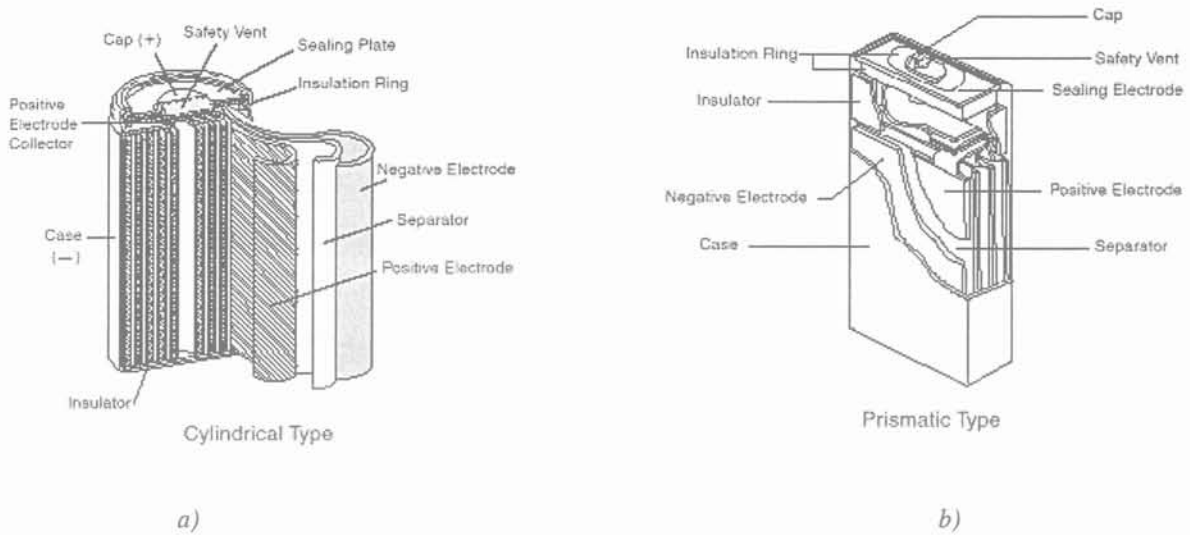 Safety Vent
Cap (+)
Sealing Plate
Insulation Ring
Positive
Electrode
Collector
Negative Electrode
Case
(—)
Separator
Positive Electrode
Insulator
Cylindrical Type
a)
Cap
Insulation Ring
Safety Vent
Insulator
Sealing Electrode
Negative Electrode
Positive Electrode
Case
Separator
Prismatic Type
b)